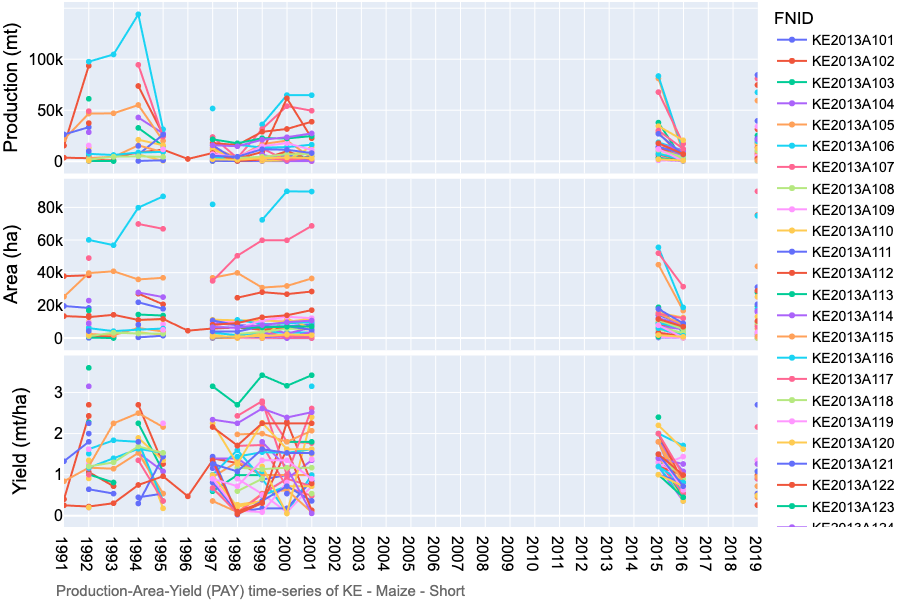 FNID
KE2013A101
KE2013A102
KE2013A103
KE2013A104
KE2013A105
KE2013A106
KE2013A107
KE2013A108
KE2013A109
KE2013A110
KE2013A111
KE2013A112
KE2013A113
KE2013A114
KE2013A115
KE2013A116
KE2013A117
KE2013A118
KE2013A119
KE2013A120
KE2013A121
KE2013A122
KE2013A123
KE2013A124
Production (mt)
100k
50k
0
Area (ha)
80k
60k
40k
20k
0
Yield (mt/ha)
3
2
1
0
1991 1992 1993 1994 1995 1996 1997 1998 1999 2000 2001 2002 2003 2004 2005 2006 2007 2008 2009 2010 2011 2012 2013 2014 2015 2016 2017 2018 2019
Production-Area-Yield (PAY) time-series of KE - Maize - Short